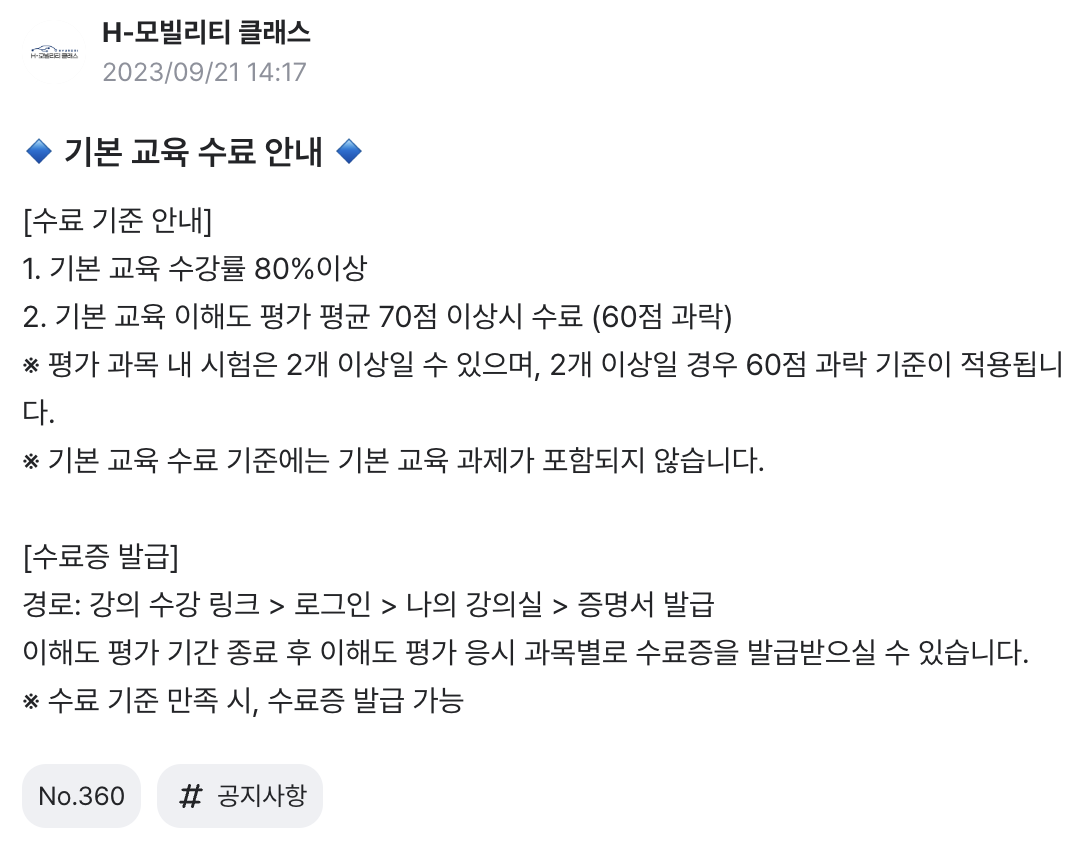 H-모빌리티 클래스
2023/09/21 14:17
🔷 기본 교육 수료 안내 🔷
[수료 기준 안내]
1. 기본 교육 수강률 80%이상
2. 기본 교육 이해도 평가 평균 70점 이상시 수료 (60점 과락)
※ 평가 과목 내 시험은 2개 이상일 수 있으며, 2개 이상일 경우 60점 과락 기준이 적용됩니
다.
※ 기본 교육 수료 기준에는 기본 교육 과제가 포함되지 않습니다.
[수료증 발급]
경로: 강의 수강 링크 > 로그인 > 나의 강의실 > 증명서 발급
이해도 평가 기간 종료 후 이해도 평가 응시 과목별로 수료증을 발급받으실 수 있습니다.
※ 수료 기준 만족 시, 수료증 발급 가능
No.360
# 공지사항